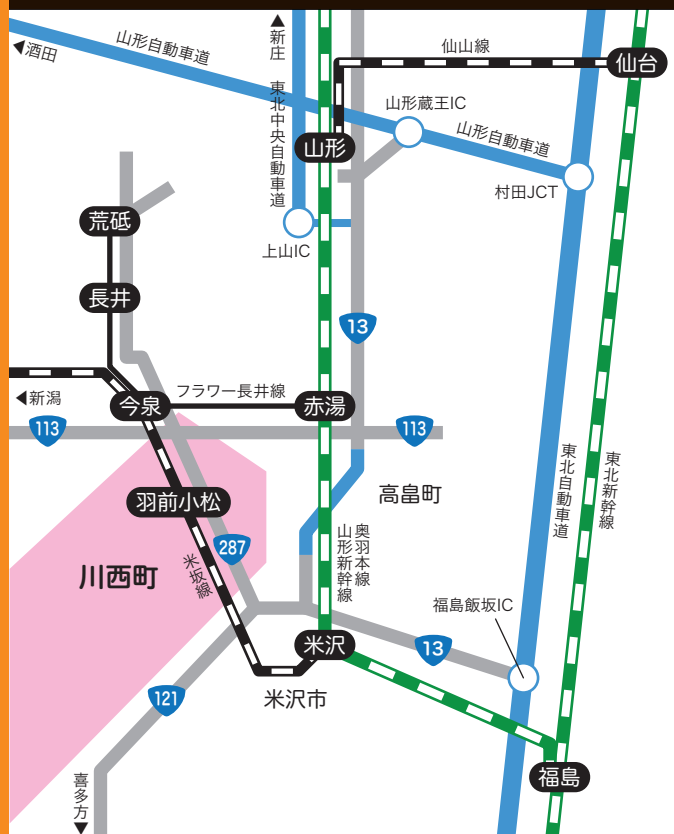 ◀酒田
山形自動車道
▲新庄
東北中央自動車道
仙山線
仙台
山形蔵王IC
山形自動車道
山形
村田JCT
上山IC
荒砥
長井
13
◀新潟
今泉
フラワー長井線
赤湯
113
113
高畠町
東北自動車道
東北新幹線
羽前小松
287
米坂線
川西町
奥羽本線
山形新幹線
福島飯坂IC
米沢
13
米沢市
121
喜多方▼
福島